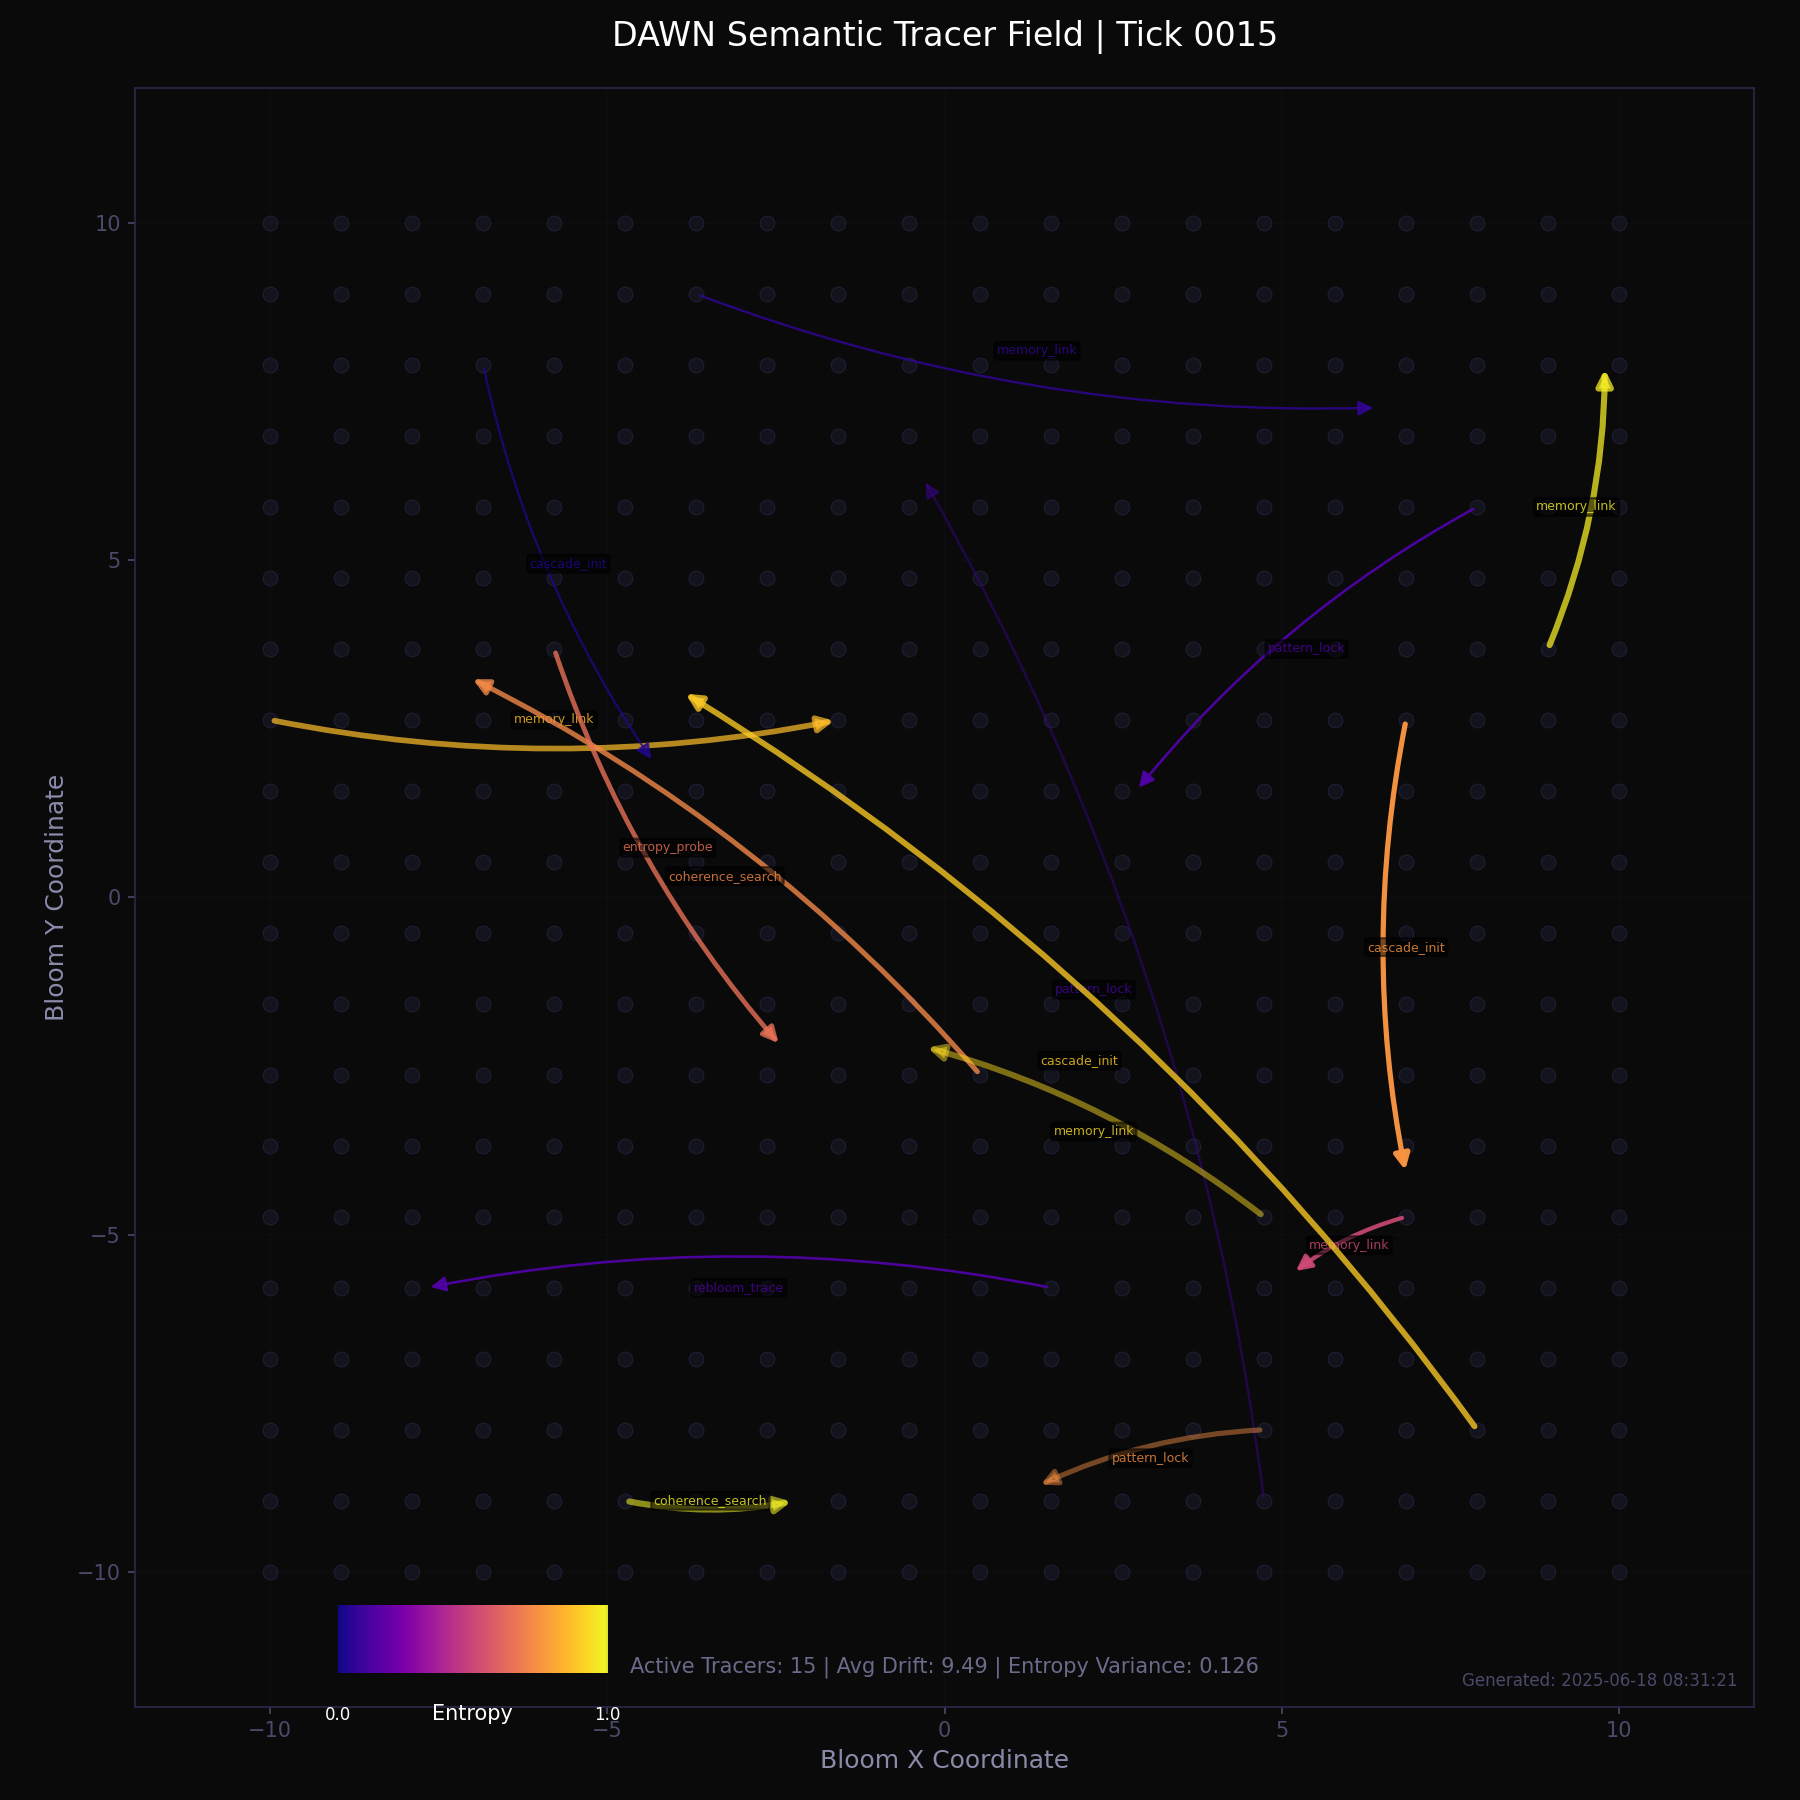 DAWN Semantic Tracer Field | Tick 0015
10
5
0
−5
−10
Bloom Y Coordinate
memory_link
memory_link
cascade_init
pattern_lock
memory_link
entropy_probe
coherence_search
cascade_init
pattern_lock
cascade_init
memory_link
memory_link
rebloom_trace
pattern_lock
coherence_search
Active Tracers: 15 | Avg Drift: 9.49 | Entropy Variance: 0.126
Generated: 2025-06-18 08:31:21
0.0
Entropy
1.0
−10
−5
0
5
10
Bloom X Coordinate